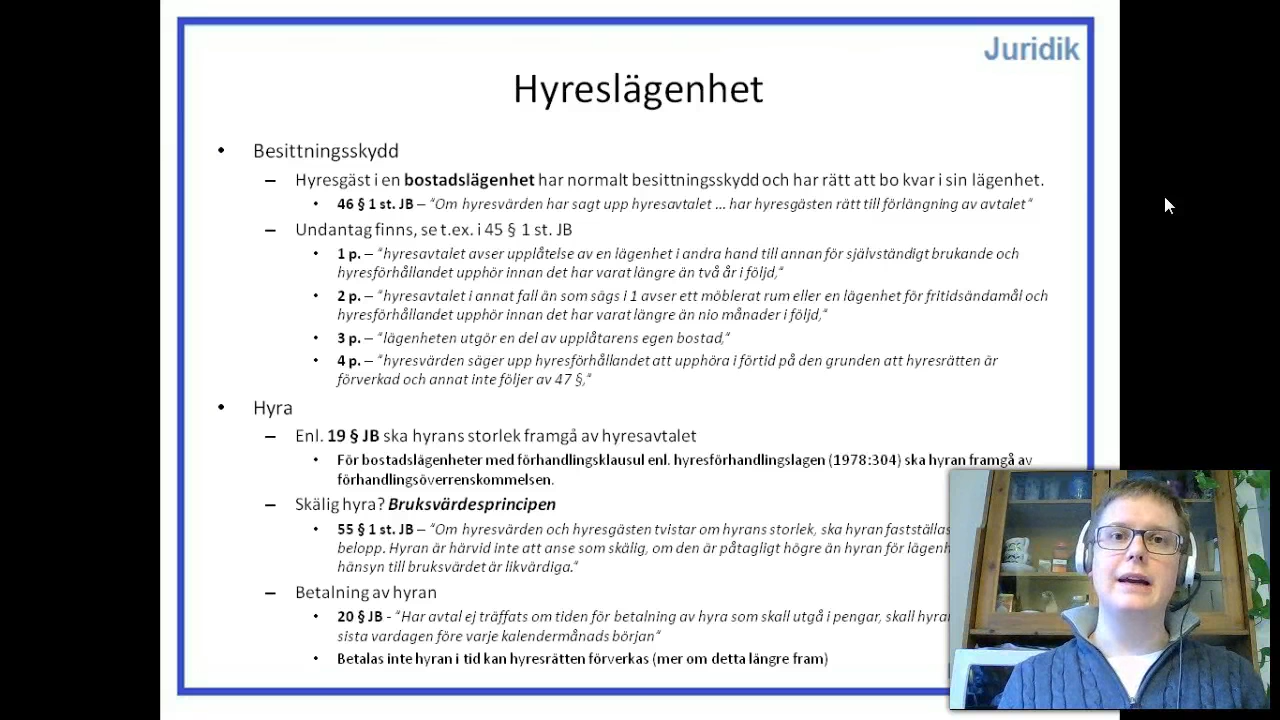 Juridik
Hyreslägenhet
• Besittningsskydd
– Hyresgäst i en bostadslägenhet har normalt besittningsskydd och har rätt att bo kvar i sin lägenhet.
• 46 § 1 st. JB – "Om hyresvärden har sagt upp hyresavtalet ... har hyresgästen rätt till förlängning av avtalet"
– Undantag finns, se t.ex. i 45 § 1 st. JB
• 1 p. – "hyresavtalet avser upplåtelse av en lägenhet i andra hand till annan för självständigt brukande och
hyresförhållandet upphör innan det har varat längre än två år i följd,"
• 2 p. – "hyresavtalet i annat fall än som sägs i 1 avser ett möblerat rum eller en lägenhet för fritidsändamål och
hyresförhållandet upphör innan det har varat längre än nio månader i följd,"
• 3 p. – "lägenheten utgör en del av upplåtarens egen bostad,"
• 4 p. – "hyresvärden säger upp hyresförhållandet att upphöra i förtid på den grunden att hyresrätten är
förverkad och annat inte följer av 47 §,"
• Hyra
– Enl. 19 § JB ska hyrans storlek framgå av hyresavtalet
• För bostadslägenheter med förhandlingsklausul enl. hyresförhandlingslagen (1978:304) ska hyran framgå av
förhandlingsöverrenskommelsen.
– Skälig hyra? Bruksvärdesprincipen
• 55 § 1 st. JB – "Om hyresvärden och hyresgästen tvistar om hyrans storlek, ska hyran fastställas
belopp. Hyran är härvid inte att anse som skälig, om den är påtagligt högre än hyran för
hänsyn till bruksvärdet är likvärdiga."
– Betalning av hyran
• 20 § JB - "Har avtal ej träffats om tiden för betalning av hyra som skall utgå i pengar, skall
sista vardagen före varje kalendermånads början"
• Betalas inte hyran i tid kan hyresrätten förverkas (mer om detta längre fram)